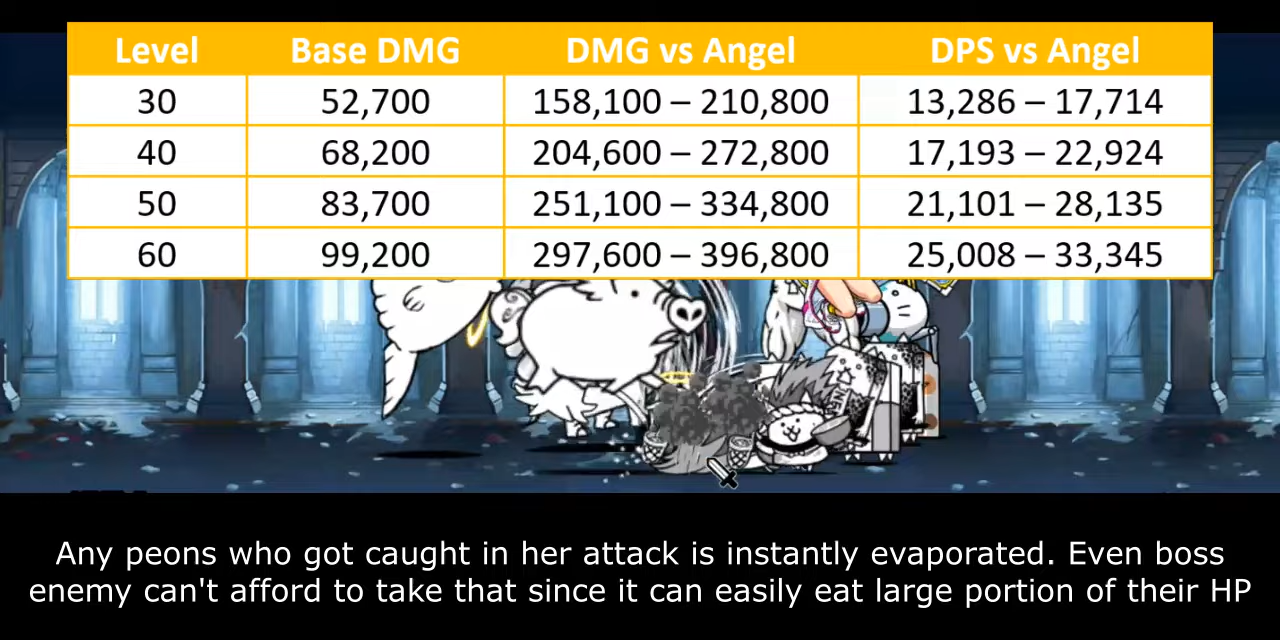 Level Base DMG DMG vs Angel DPS vs Angel
30 52,700 158,100 – 210,800 13,286 – 17,714
40 68,200 204,600 – 272,800 17,193 – 22,924
50 83,700 251,100 – 334,800 21,101 – 28,135
60 99,200 297,600 – 396,800 25,008 – 33,345
Any peons who got caught in her attack is instantly evaporated. Even boss
enemy can't afford to take that since it can easily eat large portion of their HP